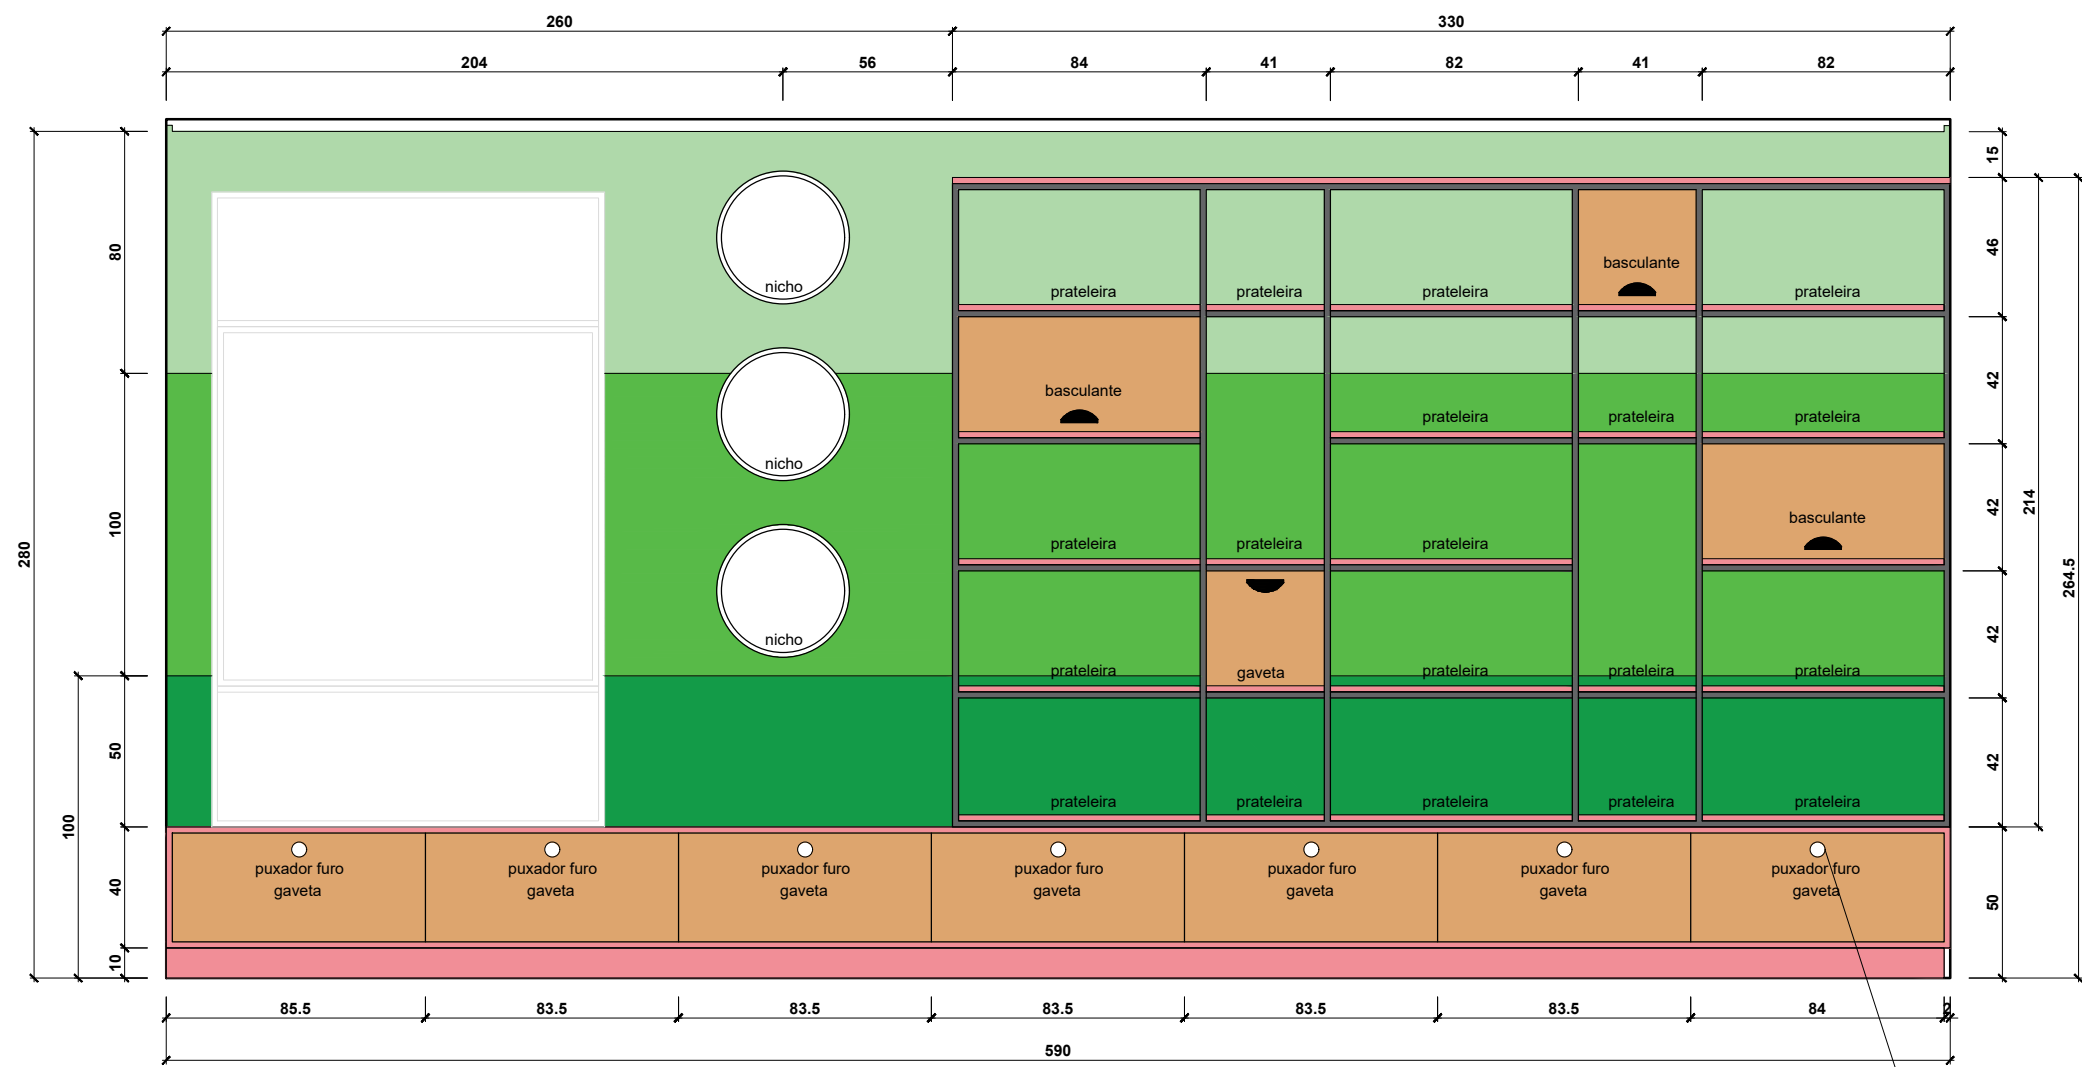 260 330
204 56 84 41 82 41 82
15
80
46
nicho
prateleira prateleira prateleira basculante prateleira
42
basculante prateleira prateleira prateleira
280
100
nicho
42
214
264.5
prateleira prateleira prateleira basculante
42
nicho
prateleira gaveta prateleira prateleira prateleira
100
50
42
prateleira prateleira prateleira prateleira prateleira
40
50
puxador furo puxador furo puxador furo puxador furo puxador furo puxador furo puxador furo
gaveta gaveta gaveta gaveta gaveta gaveta gaveta
10
85.5 83.5 83.5 83.5 83.5 83.5 84 2
590